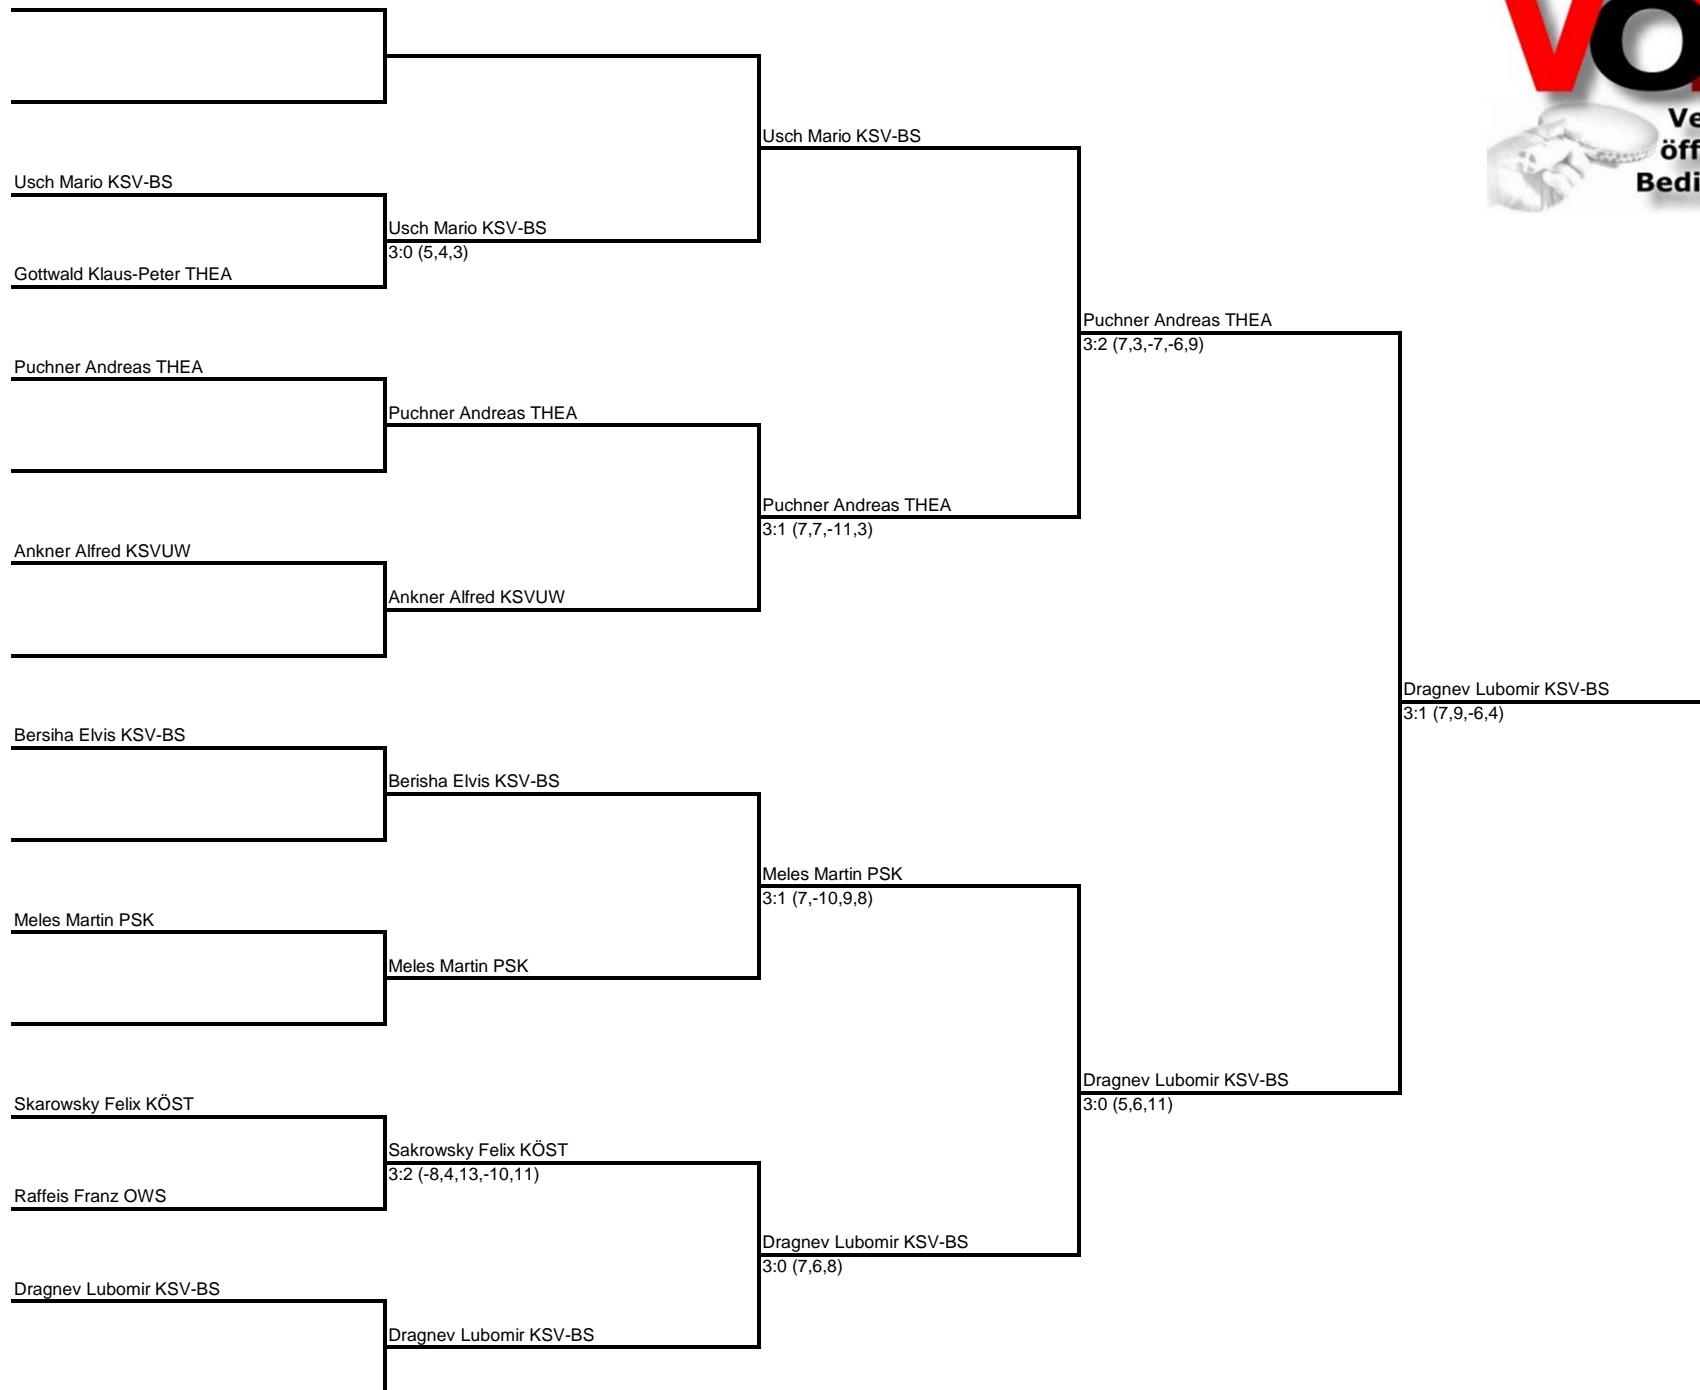 VO
Ve
öff
Bedi
Usch Mario KSV-BS
Usch Mario KSV-BS
Usch Mario KSV-BS
3:0 (5,4,3)
Gottwald Klaus-Peter THEA
Puchner Andreas THEA
3:2 (7,3,-7,-6,9)
Puchner Andreas THEA
Puchner Andreas THEA
Puchner Andreas THEA
3:1 (7,7,-11,3)
Ankner Alfred KSVUW
Ankner Alfred KSVUW
Dragnev Lubomir KSV-BS
3:1 (7,9,-6,4)
Bersiha Elvis KSV-BS
Berisha Elvis KSV-BS
Meles Martin PSK
3:1 (7,-10,9,8)
Meles Martin PSK
Meles Martin PSK
Dragnev Lubomir KSV-BS
3:0 (5,6,11)
Skarowsky Felix KÖST
Sakrowsky Felix KÖST
3:2 (-8,4,13,-10,11)
Raffeis Franz OWS
Dragnev Lubomir KSV-BS
3:0 (7,6,8)
Dragnev Lubomir KSV-BS
Dragnev Lubomir KSV-BS